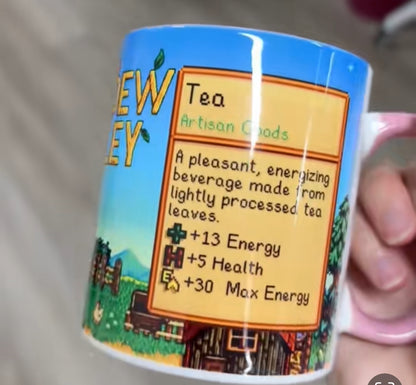 EW
EY
Tea
Artisan Goods
A pleasant, energizing
beverage made from
lightly processed tea
leaves.
+13 Energy
+5 Health
E +30 Max Energy